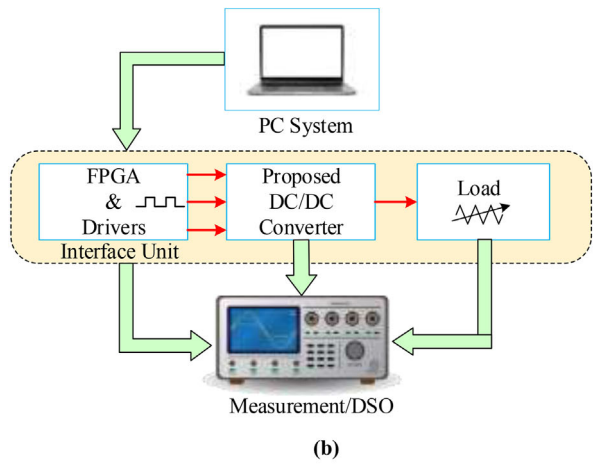 PC System
FPGA
&
Drivers
Interface Unit
Proposed
DC/DC
Converter
Load
Measurement/DSO
(b)